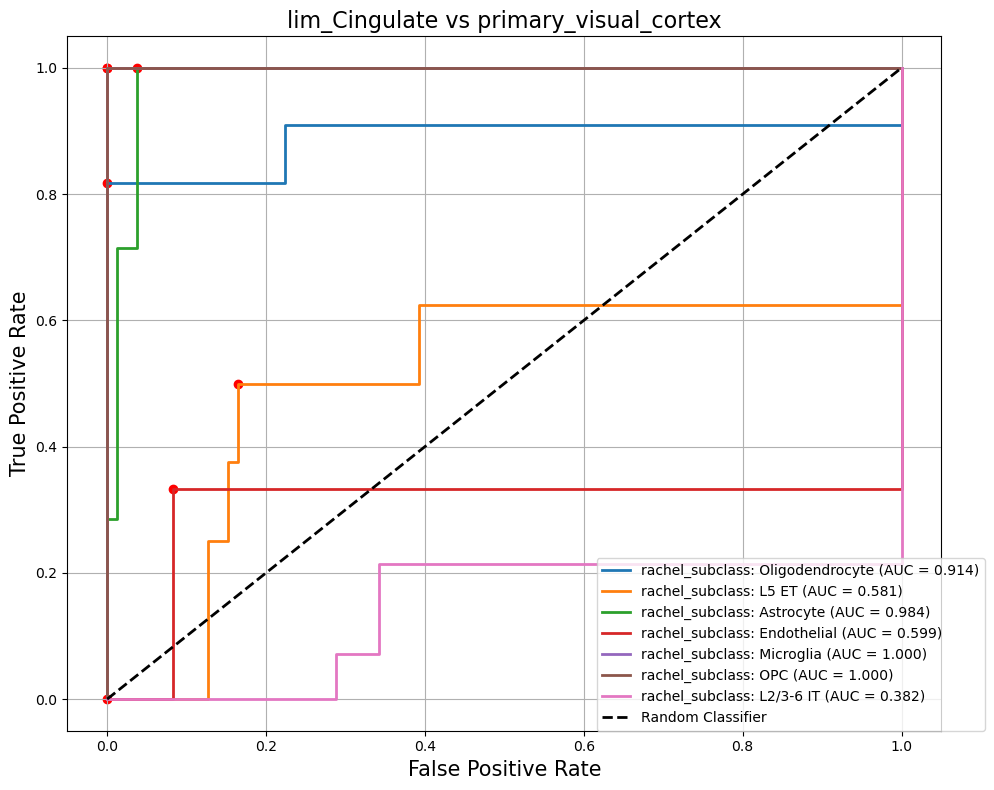 lim_Cingulate vs primary_visual_cortex
True Positive Rate
1.0
0.8
0.6
0.4
0.2
0.0
rachel_subclass: Oligodendrocyte (AUC = 0.914)
rachel_subclass: L5 ET (AUC = 0.581)
rachel_subclass: Astrocyte (AUC = 0.984)
rachel_subclass: Endothelial (AUC = 0.599)
rachel_subclass: Microglia (AUC = 1.000)
rachel_subclass: OPC (AUC = 1.000)
rachel_subclass: L2/3-6 IT (AUC = 0.382)
Random Classifier
0.0 0.2 0.4 0.6 0.8 1.0
False Positive Rate